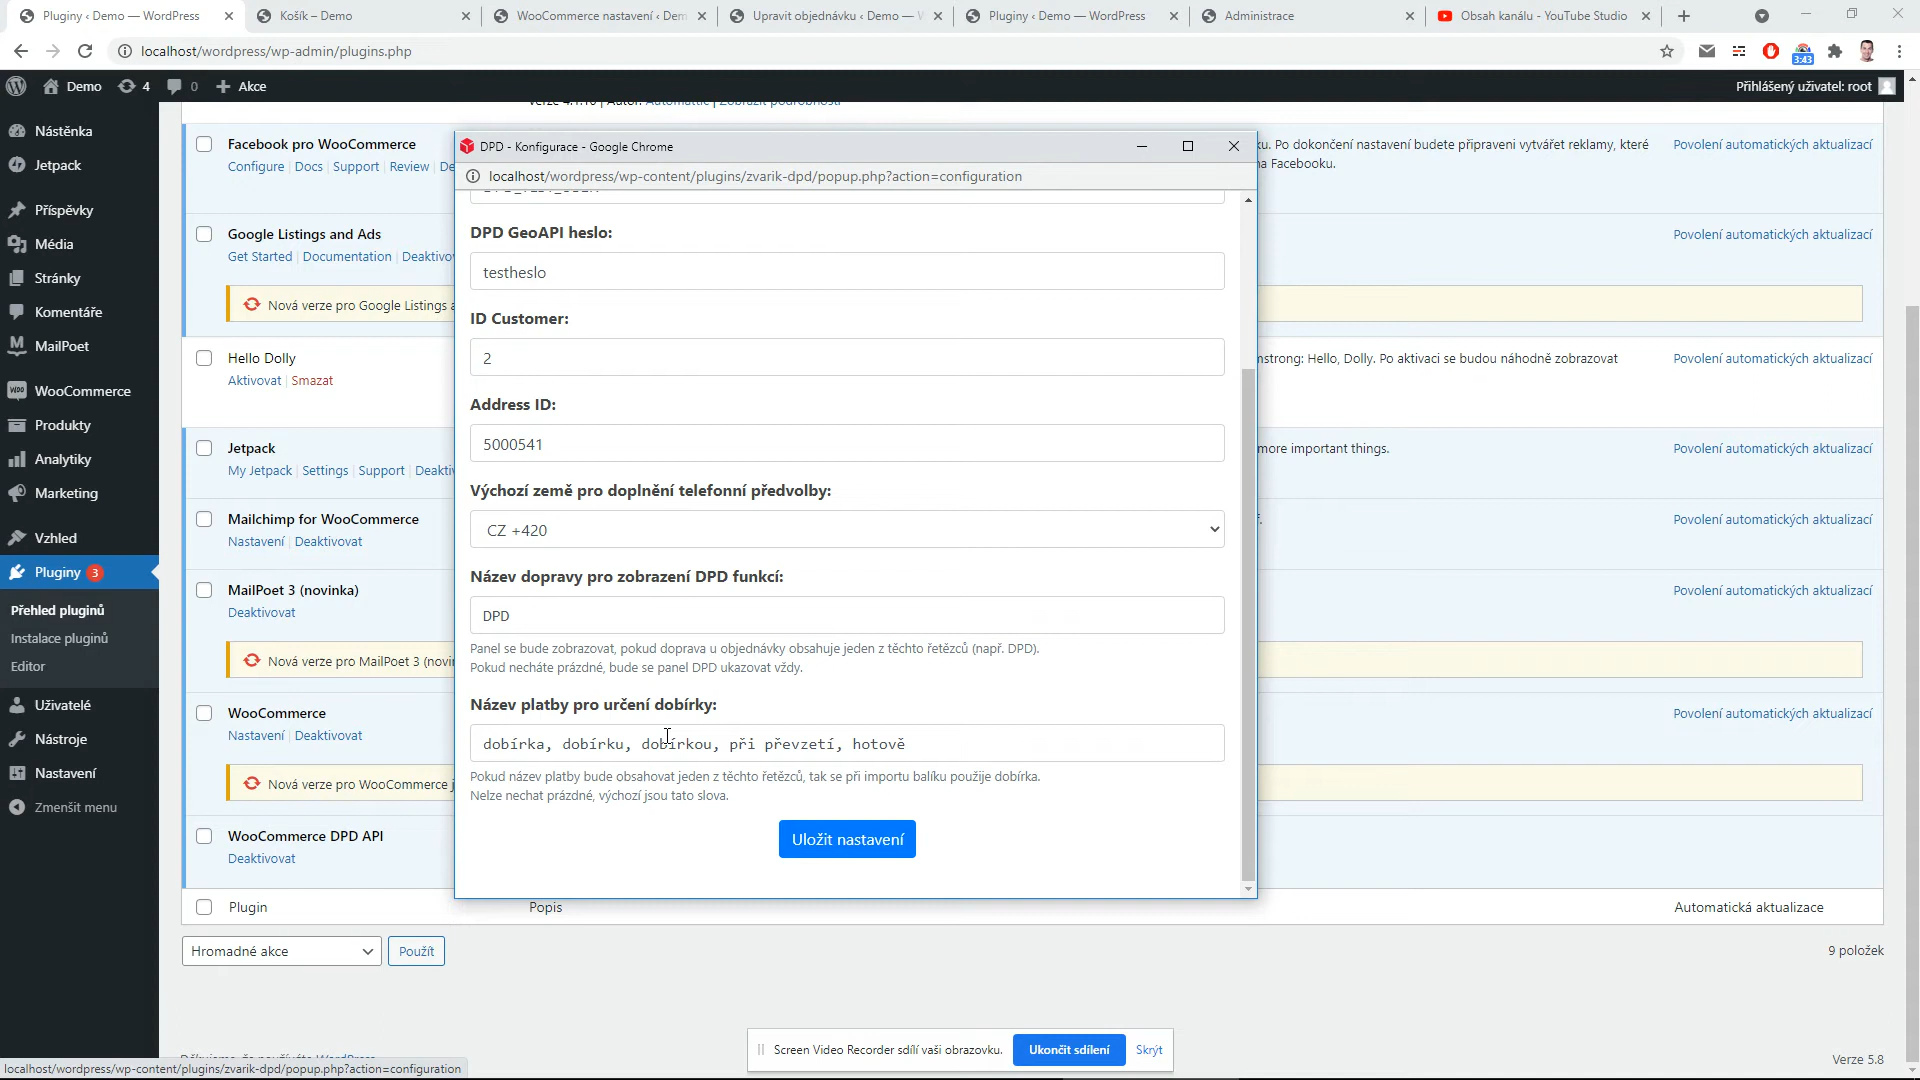 Pluginy ‹ Demo — WordPress
Košík – Demo
WooCommerce nastavení ‹ Dem
Upravit objednávku ‹ Demo — W
Pluginy ‹ Demo — WordPress
Administrace
Obsah kanálu - YouTube Studio
localhost/wordpress/wp-admin/plugins.php
3:43
Demo
4
0
Akce
Přihlášený uživatel: root
Nástěnka
Jetpack
Příspěvky
Média
Stránky
Komentáře
MailPoet
WooCommerce
Produkty
Analytiky
Marketing
Vzhled
Pluginy 3
Přehled pluginů
Instalace pluginů
Editor
Uživatelé
Nástroje
Nastavení
Zmenšit menu
Facebook pro WooCommerce
Configure | Docs | Support | Review | De
ku. Po dokončení nastavení budete připraveni vytvářet reklamy, které
na Facebooku.
Povolení automatických aktualizací
Google Listings and Ads
Get Started | Documentation | Deaktivo
Povolení automatických aktualizací
Nová verze pro Google Listings a
Hello Dolly
Aktivovat | Smazat
mstrong: Hello, Dolly. Po aktivaci se budou náhodně zobrazovat
Povolení automatických aktualizací
Jetpack
My Jetpack | Settings | Support | Deakti
more important things.
Povolení automatických aktualizací
Mailchimp for WooCommerce
Nastavení | Deaktivovat
Povolení automatických aktualizací
MailPoet 3 (novinka)
Deaktivovat
Povolení automatických aktualizací
Nová verze pro MailPoet 3 (novi
WooCommerce
Nastavení | Deaktivovat
Povolení automatických aktualizací
Nová verze pro WooCommerce j
WooCommerce DPD API
Deaktivovat
Plugin
Popis
Automatická aktualizace
Hromadné akce
Použít
9 položek
Verze 5.8
DPD - Konfigurace - Google Chrome
localhost/wordpress/wp-content/plugins/zvarik-dpd/popup.php?action=configuration
DPD GeoAPI heslo:
testheslo
ID Customer:
2
Address ID:
5000541
Výchozí země pro doplnění telefonní předvolby:
CZ +420
Název dopravy pro zobrazení DPD funkcí:
DPD
Panel se bude zobrazovat, pokud doprava u objednávky obsahuje jeden z těchto řetězců (např. DPD).
Pokud necháte prázdné, bude se panel DPD ukazovat vždy.
Název platby pro určení dobírky:
dobírka, dobírku, dobírkou, při převzetí, hotově
Pokud název platby bude obsahovat jeden z těchto řetězců, tak se při importu balíku použije dobírka.
Nelze nechat prázdné, výchozí jsou tato slova.
Uložit nastavení
Screen Video Recorder sdílí vaši obrazovku.
Ukončit sdílení
Skrýt
localhost/wordpress/wp-content/plugins/zvarik-dpd/popup.php?action=configuration